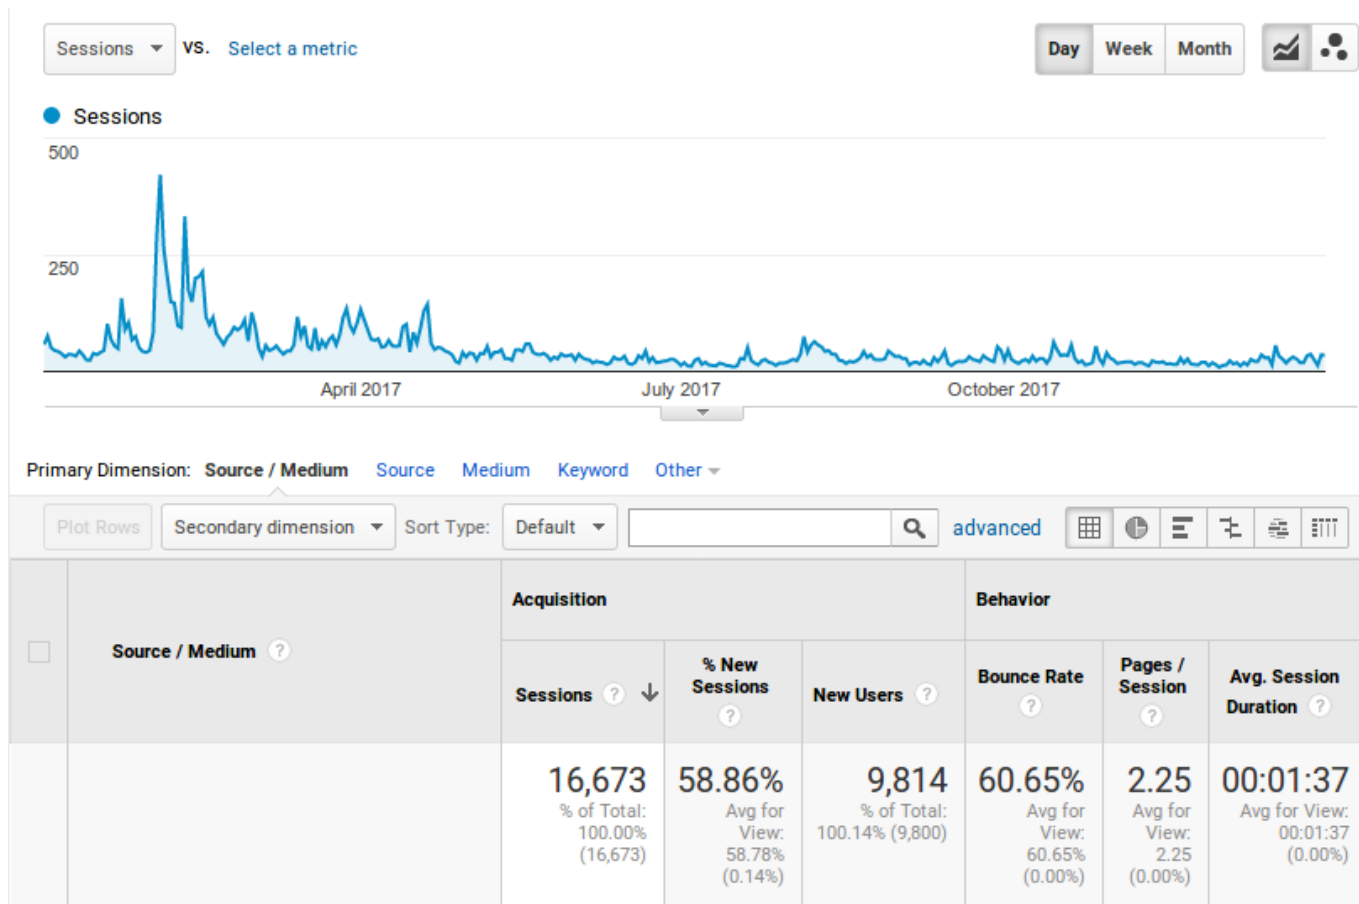 Sessions VS. Select a metric Day Week Month
Sessions
500
250
April 2017 July 2017 October 2017
Primary Dimension: Source / Medium Source Medium Keyword Other
Plot Rows Secondary dimension Sort Type: Default advanced
Acquisition Behavior
Source / Medium ?
Sessions ?
% New
Sessions
?
New Users ?
Bounce Rate
?
Pages /
Session
?
Avg. Session
Duration ?
16,673
% of Total:
100.00%
(16,673)
58.86%
Avg for
View:
58.78%
(0.14%)
9,814
% of Total:
100.14% (9,800)
60.65%
Avg for
View:
60.65%
(0.00%)
2.25
Avg for
View:
2.25
(0.00%)
00:01:37
Avg for View:
00:01:37
(0.00%)